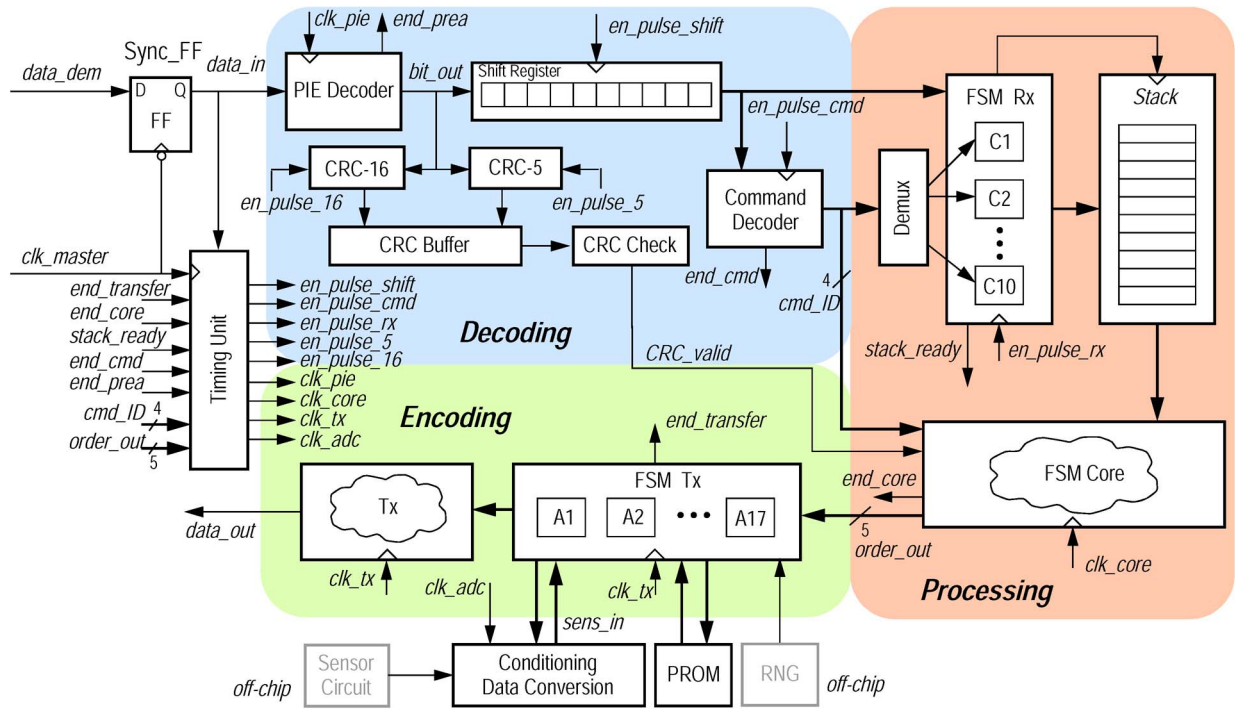 clk_pie
end_prea
en_pulse_shift
Sync_FF
data_dem
D
Q
FF
data_in
PIE Decoder
bit_out
Shift Register
en_pulse_cmd
FSM Rx
Stack
C1
C2
C10
CRC-16
CRC-5
en_pulse_16
en_pulse_5
Command
Decoder
Demux
CRC Buffer
CRC Check
end_cmd
4
cmd_ID
clk_master
end_transfer
end_core
stack_ready
end_cmd
end_prea
cmd_ID
4
order_out
5
Timing Unit
en_pulse_shift
en_pulse_cmd
en_pulse_rx
en_pulse_5
en_pulse_16
clk_pie
clk_core
clk_tx
clk_adc
Decoding
CRC_valid
stack_ready
en_pulse_rx
Encoding
end_transfer
FSM Tx
A1
A2
A17
Tx
data_out
clk_tx
clk_adc
clk_tx
sens_in
FSM Core
end_core
5
order_out
clk_core
Processing
Sensor
Circuit
off-chip
Conditioning
Data Conversion
PROM
RNG
off-chip